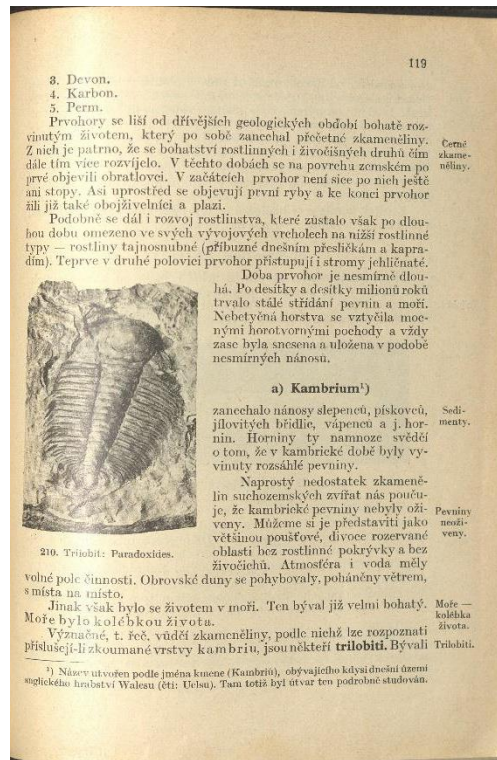 119
3. Devon.
4. Karbon.
5. Perm.
Prvohory se liší od dřívějších geologických období bohatě roz-
vinutým životem, který po sobě zanechal přečetné zkameněliny.
Z nich je patrno, že se bohatství rostlinných i živočišných druhů čím
dále tím více rozvíjelo. V těchto dobách se na povrchu zemském po
prvé objevili obratlovci. V začátcích prvohor není sice po nich ještě
ani stopy. Asi uprostřed se objevují první ryby a ke konci prvohor
žili již také obojživelníci a plazi.
Četné
zkame-
něliny.
Podobně se dál i rozvoj rostlinstva, které zůstalo však po dlou-
hou dobu omezeno ve svých vývojových vrcholech na nižší rostlinné
typy — rostliny tajnosnubné (příbuzné dnešním přesličkám a kapra-
dím). Teprve v druhé polovici prvohor přistupují i stromy jehličnaté.
Doba prvohor je nesmírně dlou-
há. Po desítky a desítky milionů roků
trvalo stálé střídání pevnin a moří.
Nebetyčná horstva se vztyčila moc-
nými horotvornými pochody a vždy
zase byla snesena a uložena v podobě
nesmírných nánosů.
a) Kambrium¹)
zanechalo nánosy slepenců, pískovců,
jílovitých břidlic, vápenců a j. hor-
nin. Horniny ty namnoze svědčí
o tom, že v kambrické době byly vy-
vinuty rozsáhlé pevniny.
Sedi-
menty.
Naprostý nedostatek zkameně-
lin suchozemských zvířat nás pouču-
je, že kambrické pevniny nebyly oži-
veny. Můžeme si je představiti jako
většinou poušťové, divoce rozervané
oblasti bez rostlinné pokrývky a bez
živočichů. Atmosféra i voda měly
Pevniny
neoži-
veny.
210. Trilobit: Paradoxides.
volné pole činnosti. Obrovské duny se pohybovaly, poháněny větrem,
s místa na místo.
Jinak však bylo se životem v moři. Ten býval již velmi bohatý.
Moře bylo kolébkou života.
Moře —
kolébka
života.
Význačné, t. řeč. vůdčí zkameněliny, podle nichž lze rozpoznati
příslušejí-li zkoumané vrstvy kambriu, jsou někteří trilobiti. Bývali
Trilobiti.
¹) Název utvořen podle jména kmene (Kambriů), obývajícího kdysi dnešní území
anglického hrabství Walesu (čti: Uelsu). Tam totiž byl útvar ten podrobně studován.